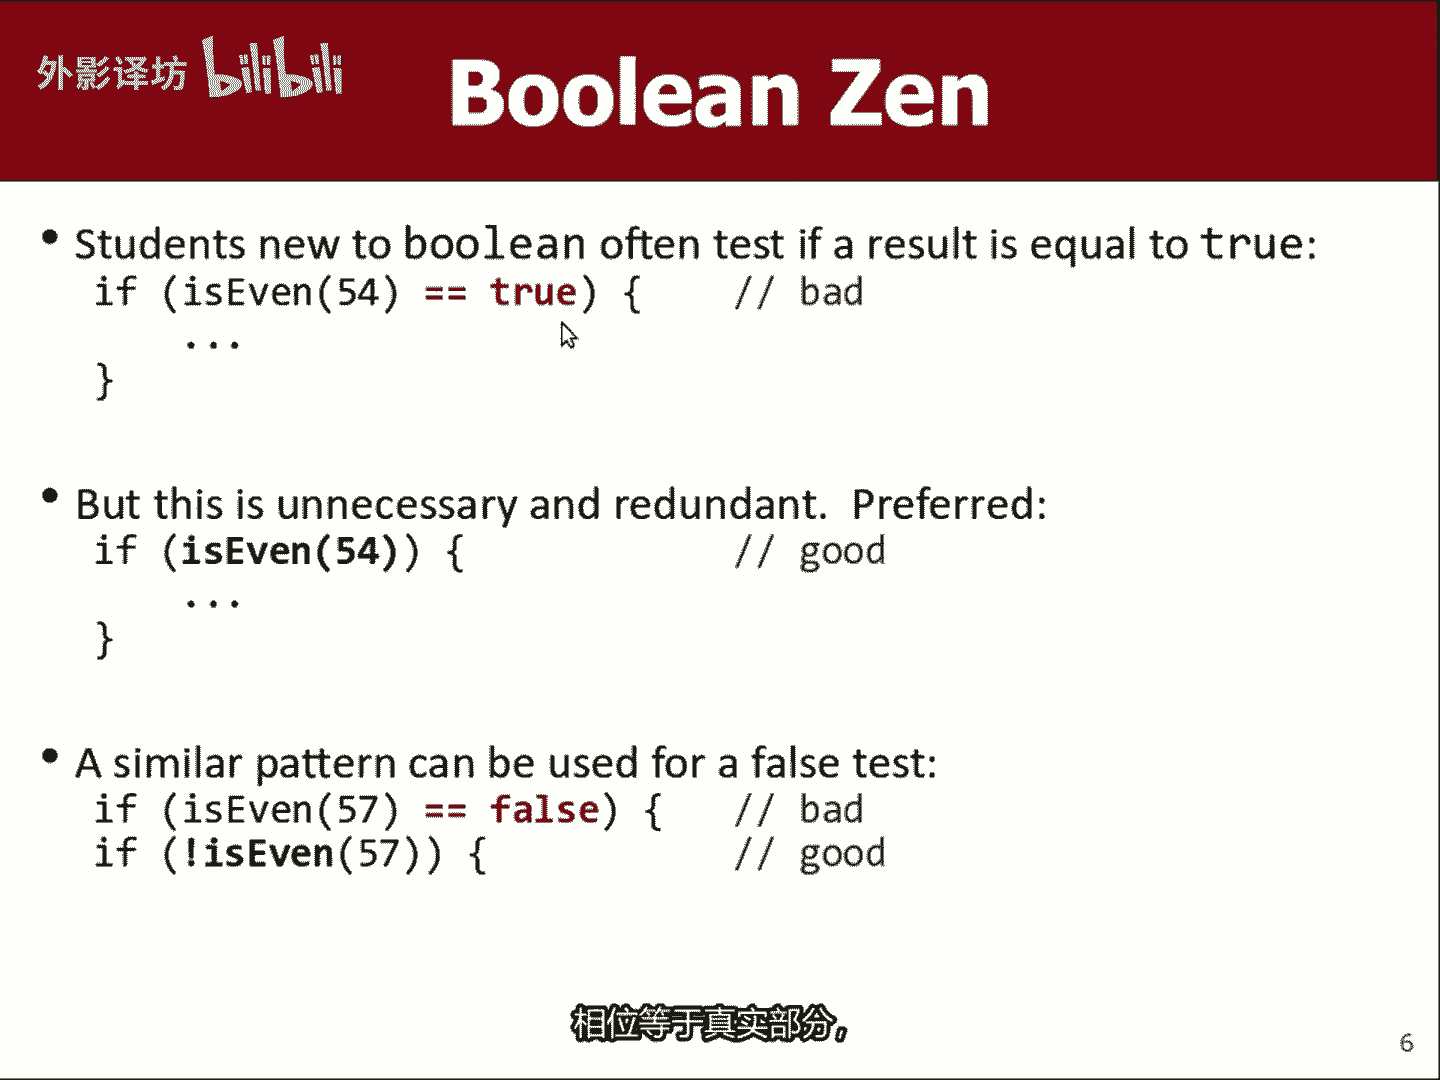 外影译坊 bilibili
Boolean Zen
• Students new to boolean often test if a result is equal to true:
if (isEven(54) == true) { // bad
...
}
• But this is unnecessary and redundant. Preferred:
if (isEven(54)) { // good
...
}
• A similar pattern can be used for a false test:
if (isEven(57) == false) { // bad
if (!isEven(57)) { // good
相位等于真实部分,
6